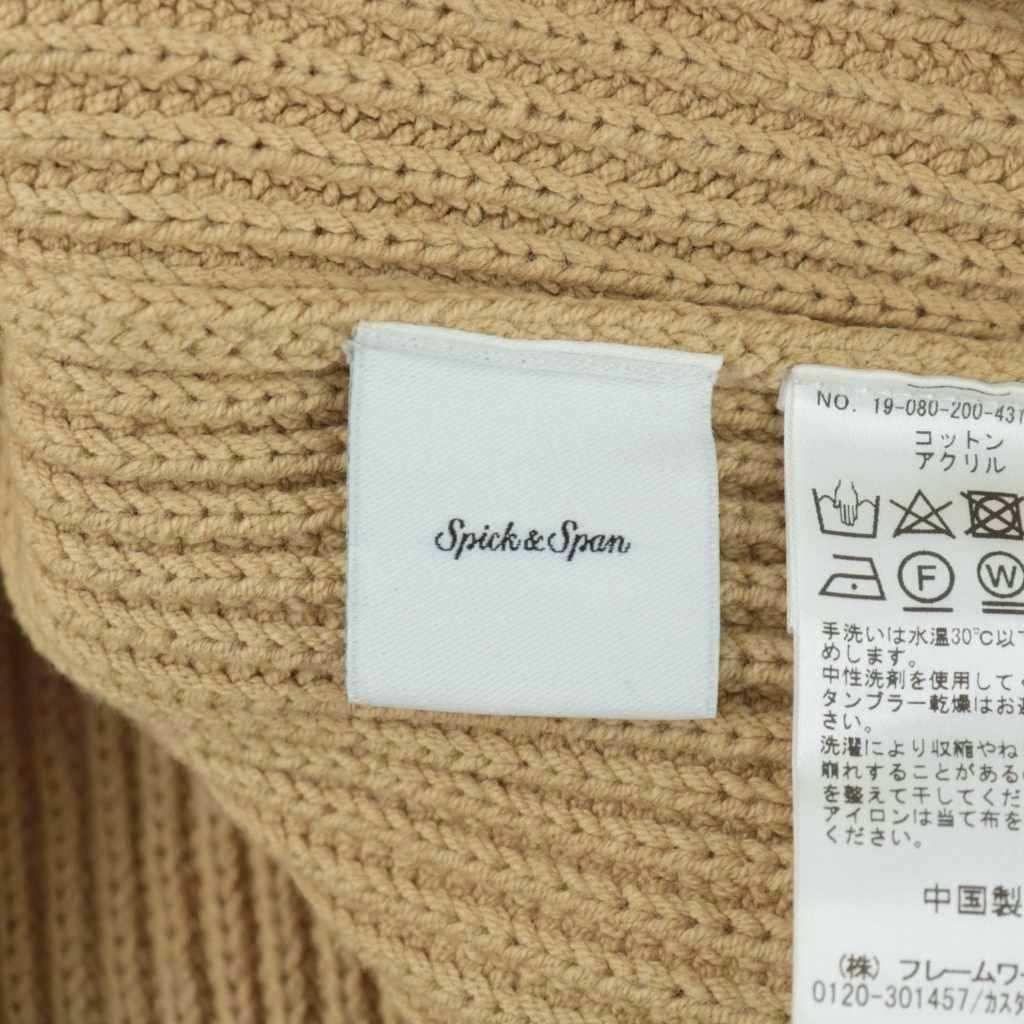 Spick & Span
NO. 19-080-200-431
コットン
アクリル
F
W
手洗いは水温30℃以
めします。
中性洗剤を使用して
タンブラー乾燥はお
さい。
洗濯により収縮やね
崩れすることがある
を整えて干してくだ
アイロンは当て布を
ください。
中国製
(株) フレームワー
0120-301457/カスタ